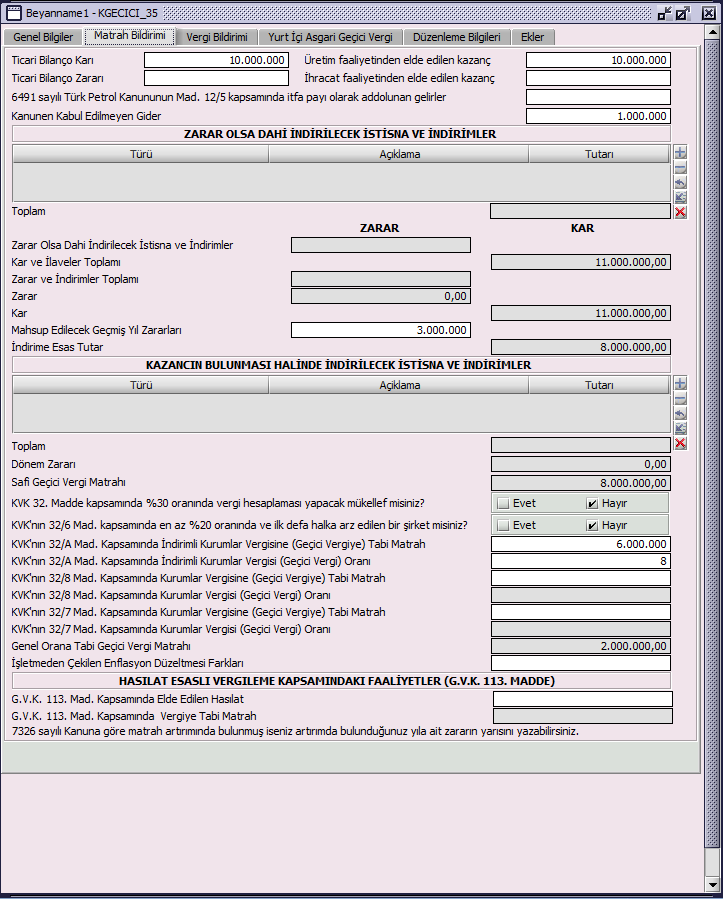 Beyanname1 - KGECICI_35
Genel Bilgiler Matrah Bildirimi Vergi Bildirimi Yurt İçi Asgari Geçici Vergi Düzenleme Bilgileri Ekler
Ticari Bilanço Karı 10.000.000 Üretim faaliyetinden elde edilen kazanç 10.000.000
Ticari Bilanço Zararı İhracat faaliyetinden elde edilen kazanç
6491 sayılı Türk Petrol Kanununun Mad. 12/5 kapsamında itfa payı olarak addolunan gelirler
Kanunen Kabul Edilmeyen Gider 1.000.000
ZARAR OLSA DAHİ İNDİRİLECEK İSTİSNA VE İNDİRİMLER
Türü Açıklama Tutarı
Toplam
ZARAR KAR
Zarar Olsa Dahi İndirilecek İstisna ve İndirimler
Kar ve İlaveler Toplamı 11.000.000,00
Zarar ve İndirimler Toplamı
Zarar 0,00
Kar 11.000.000,00
Mahsup Edilecek Geçmiş Yıl Zararları 3.000.000
İndirime Esas Tutar 8.000.000,00
KAZANCIN BULUNMASI HALİNDE İNDİRİLECEK İSTİSNA VE İNDİRİMLER
Türü Açıklama Tutarı
Toplam
Dönem Zararı 0,00
Safi Geçici Vergi Matrahı 8.000.000,00
KVK 32. Madde kapsamında %30 oranında vergi hesaplaması yapacak mükellef misiniz? Evet Hayır
KVK'nın 32/6 Mad. kapsamında en az %20 oranında ve ilk defa halka arz edilen bir şirket misiniz? Evet Hayır
KVK'nın 32/A Mad. Kapsamında İndirimli Kurumlar Vergisine (Geçici Vergiye) Tabi Matrah 6.000.000
KVK'nın 32/A Mad. Kapsamında İndirimli Kurumlar Vergisi (Geçici Vergi) Oranı 8
KVK'nın 32/8 Mad. Kapsamında Kurumlar Vergisine (Geçici Vergiye) Tabi Matrah
KVK'nın 32/8 Mad. Kapsamında Kurumlar Vergisi (Geçici Vergi) Oranı
KVK'nın 32/7 Mad. Kapsamında Kurumlar Vergisine (Geçici Vergiye) Tabi Matrah
KVK'nın 32/7 Mad. Kapsamında Kurumlar Vergisi (Geçici Vergi) Oranı
Genel Orana Tabi Geçici Vergi Matrahı 2.000.000,00
İşletmeden Çekilen Enflasyon Düzeltmesi Farkları
HASILAT ESASLI VERGİLEME KAPSAMINDAKI FAALİYETLER (G.V.K. 113. MADDE)
G.V.K. 113. Mad. Kapsamında Elde Edilen Hasılat
G.V.K. 113. Mad. Kapsamında Vergiye Tabi Matrah
7326 sayılı Kanuna göre matrah artırımında bulunmuş iseniz artırımda bulunduğunuz yıla ait zararın yarısını yazabilirsiniz.